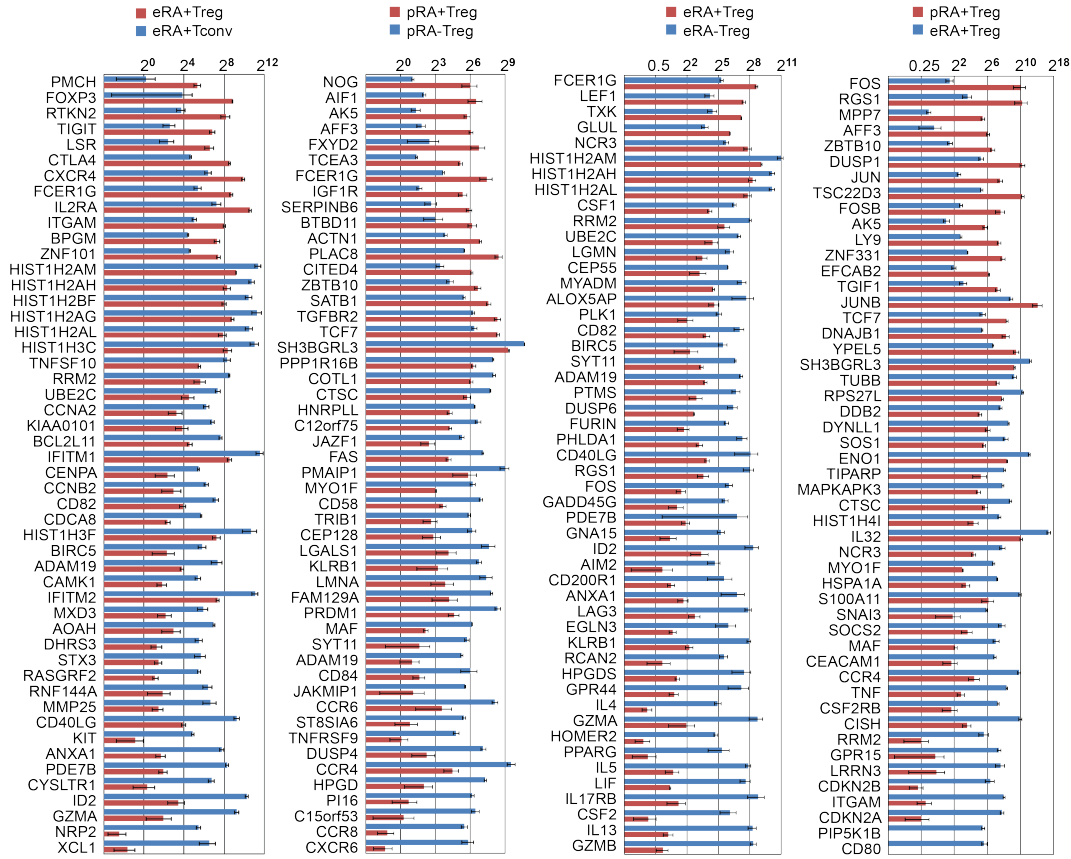 eRA+Treg
eRA+Tconv
20 24 28 212
PMCH
FOXP3
RTKN2
TIGIT
LSR
CTLA4
CXCR4
FCER1G
IL2RA
ITGAM
BPGM
ZNF101
HIST1H2AM
HIST1H2AH
HIST1H2BF
HIST1H2AG
HIST1H2AL
HIST1H3C
TNFSF10
RRM2
UBE2C
CCNA2
KIAA0101
BCL2L11
IFITM1
CENPA
CCNB2
CD82
CDCA8
HIST1H3F
BIRC5
ADAM19
CAMK1
IFITM2
MXD3
AOAH
DHRS3
STX3
RASGRF2
RNF144A
MMP25
CD40LG
KIT
ANXA1
PDE7B
CYSLTR1
ID2
GZMA
NRP2
XCL1
pRA+Treg
pRA-Treg
20 23 26 29
NOG
AIF1
AK5
AFF3
FXYD2
TCEA3
FCER1G
IGF1R
SERPINB6
BTBD11
ACTN1
PLAC8
CITED4
ZBTB10
SATB1
TGFBR2
TCF7
SH3BGRL3
PPP1R16B
COTL1
CTSC
HNRPLL
C12orf75
JAZF1
FAS
PMAIP1
MYO1F
CD58
TRIB1
CEP128
LGALS1
KLRB1
LMNA
FAM129A
PRDM1
MAF
SYT11
ADAM19
CD84
JAKMIP1
CCR6
ST8SIA6
TNFRSF9
DUSP4
CCR4
HPGD
PI16
C15orf53
CCR8
CXCR6
eRA+Treg
eRA-Treg
0.5 22 25 28 211
FCER1G
LEF1
TXK
GLUL
NCR3
HIST1H2AM
HIST1H2AH
HIST1H2AL
CSF1
RRM2
UBE2C
LGMN
CEP55
MYADM
ALOX5AP
PLK1
CD82
BIRC5
SYT11
ADAM19
PTMS
DUSP6
FURIN
PHLDA1
CD40LG
RGS1
FOS
GADD45G
PDE7B
GNA15
ID2
AIM2
CD200R1
ANXA1
LAG3
EGLN3
KLRB1
RCAN2
HPGDS
GPR44
IL4
GZMA
HOMER2
PPARG
IL5
LIF
IL17RB
CSF2
IL13
GZMB
pRA+Treg
eRA+Treg
0.25 22 26 210 218
FOS
RGS1
MPP7
AFF3
ZBTB10
DUSP1
JUN
TSC22D3
FOSB
AK5
LY9
ZNF331
EFCAB2
TGIF1
JUNB
TCF7
DNAJB1
YPEL5
SH3BGRL3
TUBB
RPS27L
DDB2
DYNLL1
SOS1
ENO1
TIPARP
MAPKAPK3
CTSC
HIST1H4I
IL32
NCR3
MYO1F
HSPA1A
S100A11
SNAI3
SOCS2
MAF
CEACAM1
CCR4
TNF
CSF2RB
CISH
RRM2
GPR15
LRRN3
CDKN2B
ITGAM
CDKN2A
PIP5K1B
CD80